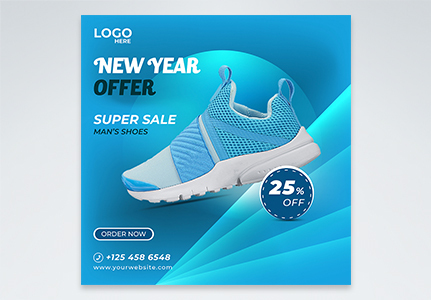 LOGO
HERE
NEW YEAR
OFFER
SUPER SALE
MAN'S SHOES
25%
OFF
ORDER NOW
+125 458 6548
www.yourwebsite.com